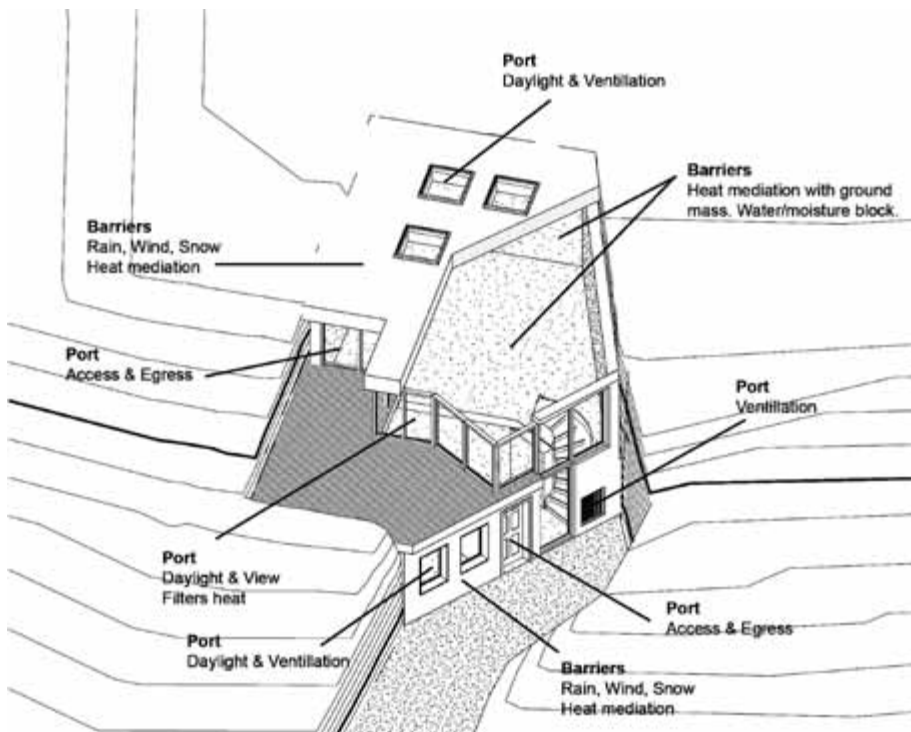 Port
Daylight & Ventillation
Barriers
Heat mediation with ground
mass. Water/moisture block.
Barriers
Rain, Wind, Snow
Heat mediation
Port
Access & Egress
Port
Ventilation
Port
Daylight & View
Filters heat
Port
Access & Egress
Port
Daylight & Ventillation
Barriers
Rain, Wind, Snow
Heat mediation